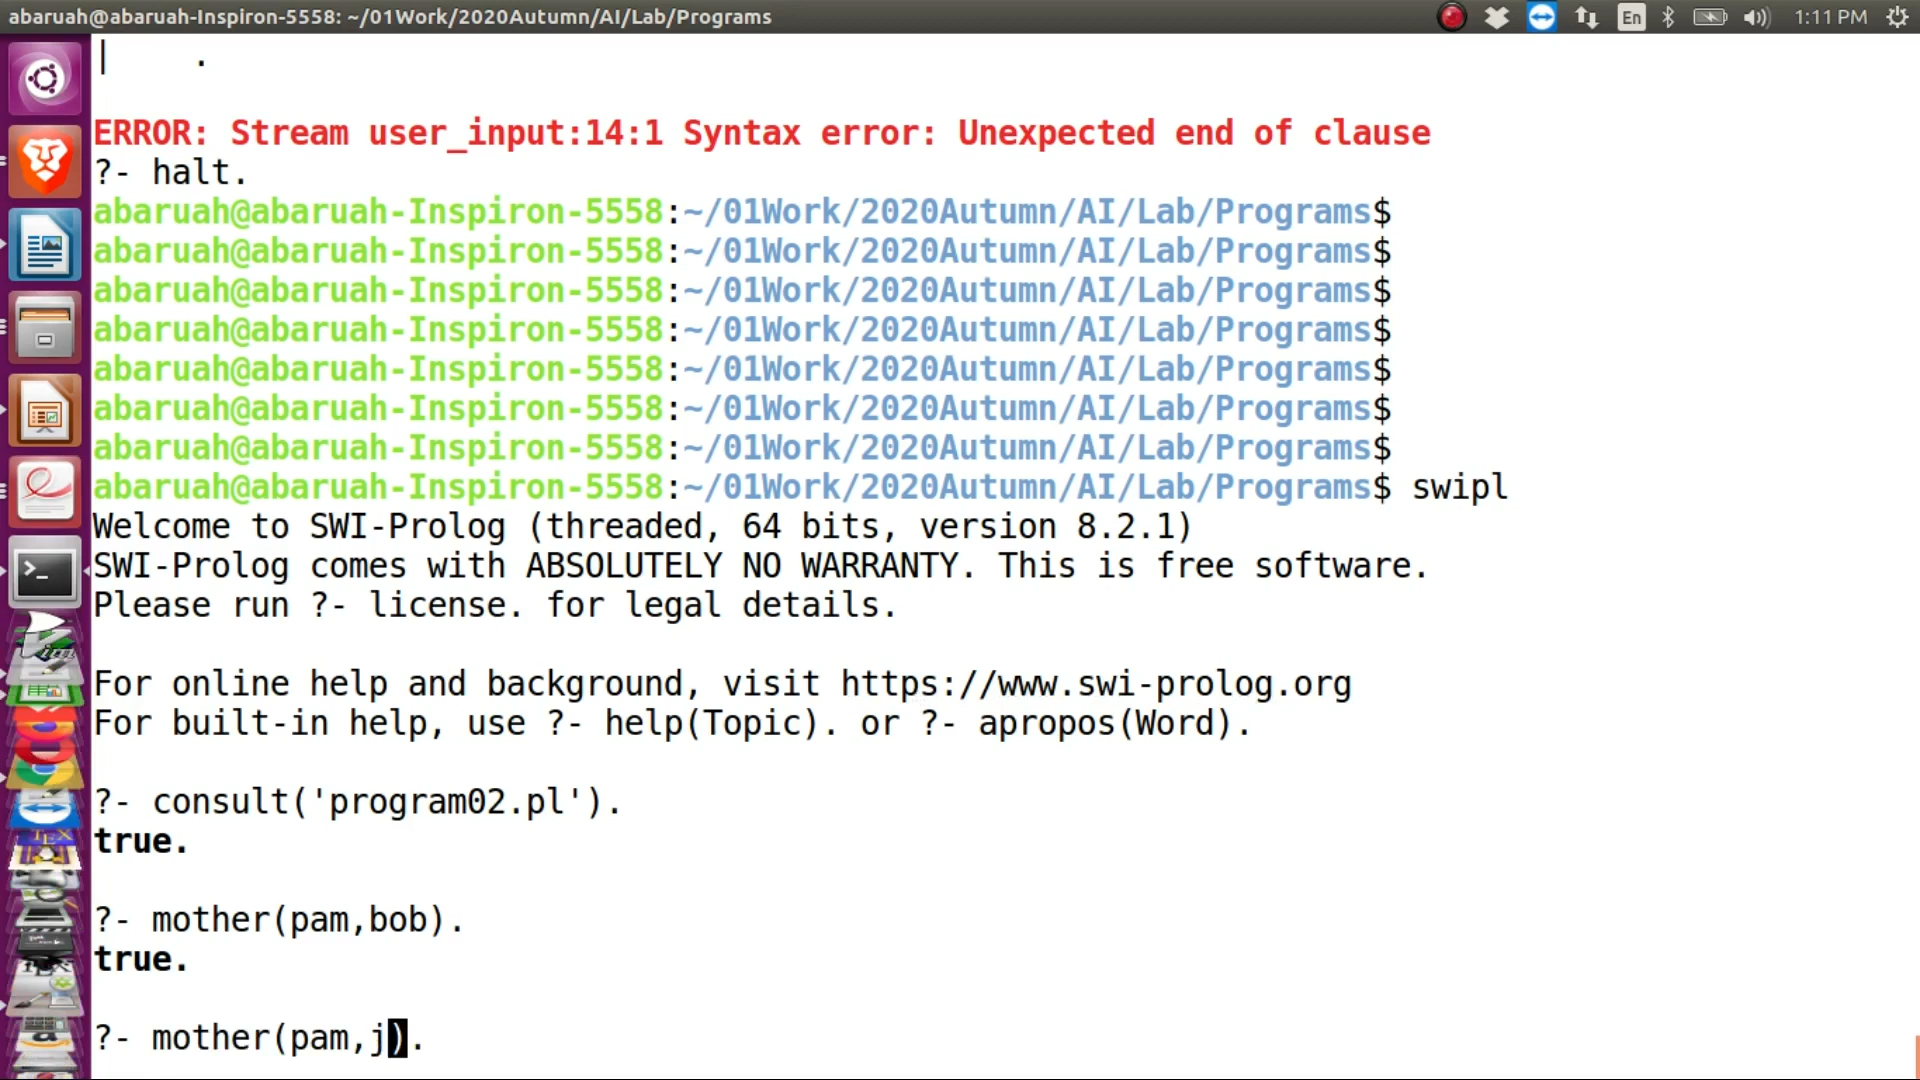 abaruah@abaruah-Inspiron-5558: ~/01Work/2020Autumn/AI/Lab/Programs
En
1:11 PM
|    .
ERROR: Stream user_input:14:1 Syntax error: Unexpected end of clause
?- halt.
abaruah@abaruah-Inspiron-5558:~/01Work/2020Autumn/AI/Lab/Programs$
abaruah@abaruah-Inspiron-5558:~/01Work/2020Autumn/AI/Lab/Programs$
abaruah@abaruah-Inspiron-5558:~/01Work/2020Autumn/AI/Lab/Programs$
abaruah@abaruah-Inspiron-5558:~/01Work/2020Autumn/AI/Lab/Programs$
abaruah@abaruah-Inspiron-5558:~/01Work/2020Autumn/AI/Lab/Programs$
abaruah@abaruah-Inspiron-5558:~/01Work/2020Autumn/AI/Lab/Programs$
abaruah@abaruah-Inspiron-5558:~/01Work/2020Autumn/AI/Lab/Programs$
abaruah@abaruah-Inspiron-5558:~/01Work/2020Autumn/AI/Lab/Programs$ swipl
Welcome to SWI-Prolog (threaded, 64 bits, version 8.2.1)
SWI-Prolog comes with ABSOLUTELY NO WARRANTY. This is free software.
Please run ?- license. for legal details.
For online help and background, visit https://www.swi-prolog.org
For built-in help, use ?- help(Topic). or ?- apropos(Word).
?- consult('program02.pl').
true.
?- mother(pam,bob).
true.
?- mother(pam,j).